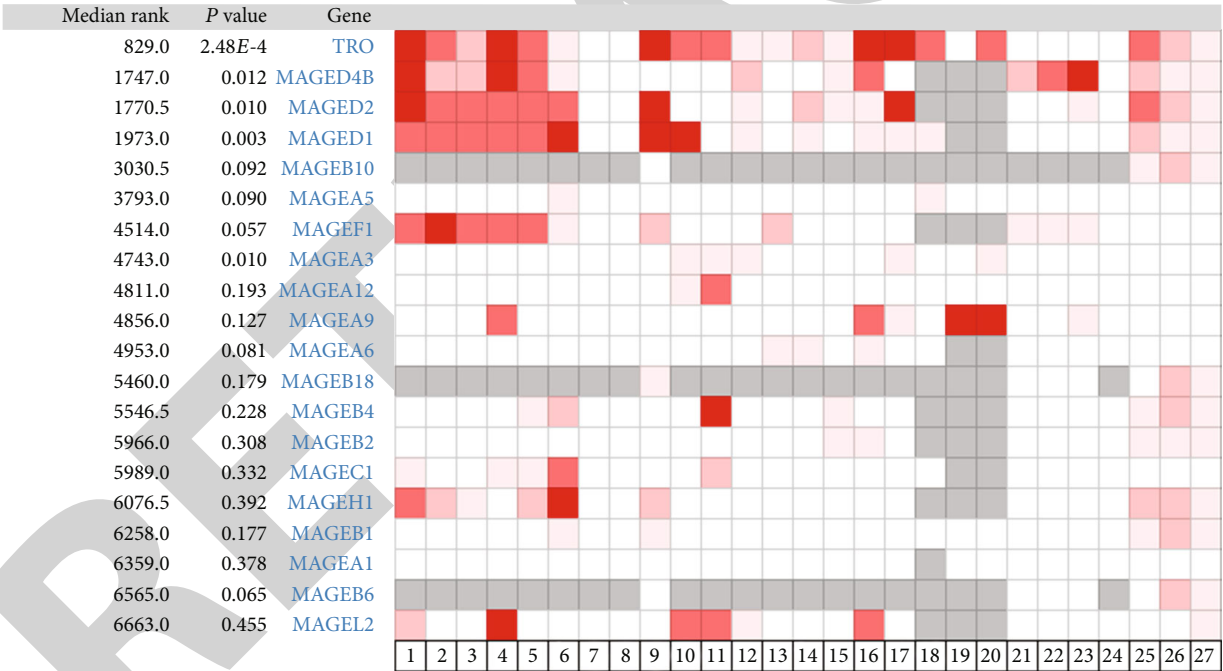 Median rank P value Gene
829.0 2.48E-4 TRO
1747.0 0.012 MAGED4B
1770.5 0.010 MAGED2
1973.0 0.003 MAGED1
3030.5 0.092 MAGEB10
3793.0 0.090 MAGEA5
4514.0 0.057 MAGEF1
4743.0 0.010 MAGEA3
4811.0 0.193 MAGEA12
4856.0 0.127 MAGEA9
4953.0 0.081 MAGEA6
5460.0 0.179 MAGEB18
5546.5 0.228 MAGEB4
5966.0 0.308 MAGEB2
5989.0 0.332 MAGEC1
6076.5 0.392 MAGEH1
6258.0 0.177 MAGEB1
6359.0 0.378 MAGEA1
6565.0 0.065 MAGEB6
6663.0 0.455 MAGEL2
1 2 3 4 5 6 7 8 9 10 11 12 13 14 15 16 17 18 19 20 21 22 23 24 25 26 27